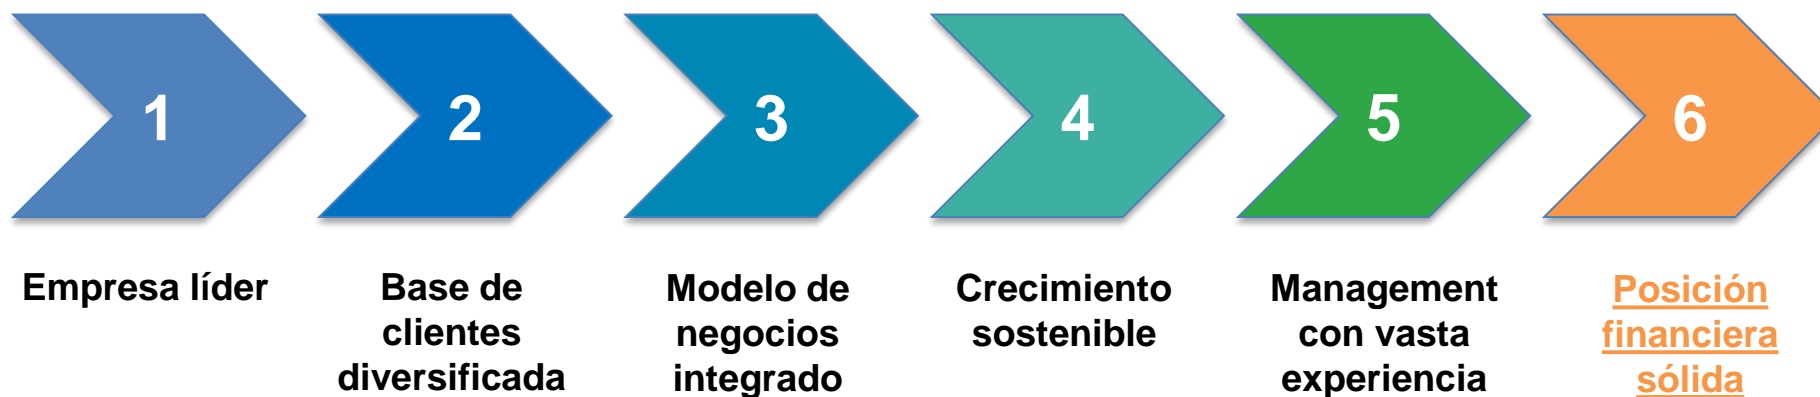 1
2
3
4
5
6
Empresa líder
Base de
clientes
diversificada
Modelo de
negocios
integrado
Crecimiento
sostenible
Management
con vasta
experiencia
Posición
financiera
sólida